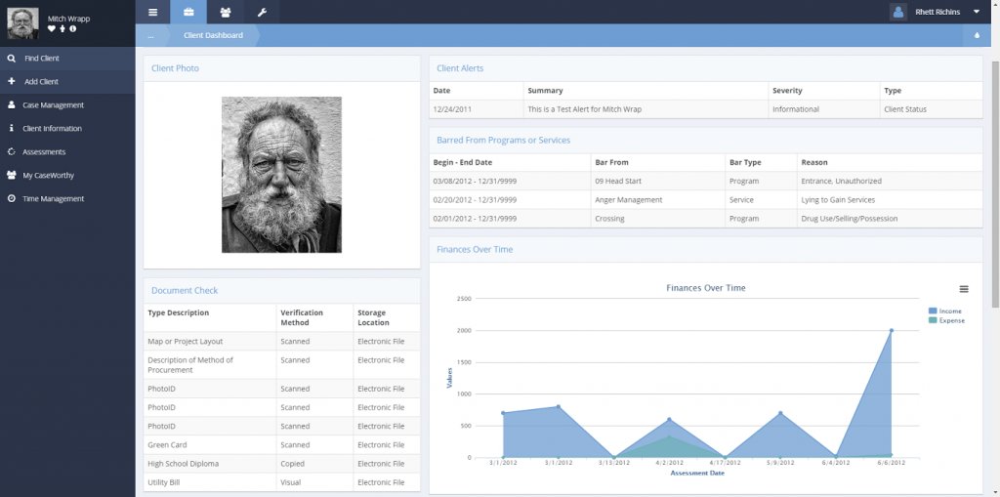 Mitch Wrapp
Rhett Richins
...
Client Dashboard
Find Client
Add Client
Case Management
Client Information
Assessments
My CaseWorthy
Time Management
Client Photo
Document Check
Type Description Verification Method Storage Location
Map or Project Layout Scanned Electronic File
Description of Method of Procurement Scanned Electronic File
PhotoID Scanned Electronic File
PhotoID Scanned Electronic File
PhotoID Scanned Electronic File
Green Card Scanned Electronic File
High School Diploma Copied Electronic File
Utility Bill Visual Electronic File
Client Alerts
Date Summary Severity Type
12/24/2011 This is a Test Alert for Mitch Wrap Informational Client Status
Barred From Programs or Services
Begin - End Date Bar From Bar Type Reason
03/08/2012 - 12/31/9999 09 Head Start Program Entrance, Unauthorized
02/20/2012 - 12/31/9999 Anger Management Service Lying to Gain Services
02/01/2012 - 12/31/9999 Crossing Program Drug Use/Selling/Possession
Finances Over Time
Finances Over Time
2500
2000
1500
1000
500
0
Values
Income
Expense
3/1/2012 3/1/2012 3/13/2012 4/2/2012 4/17/2012 5/9/2012 6/4/2012 6/6/2012
Assessment Date